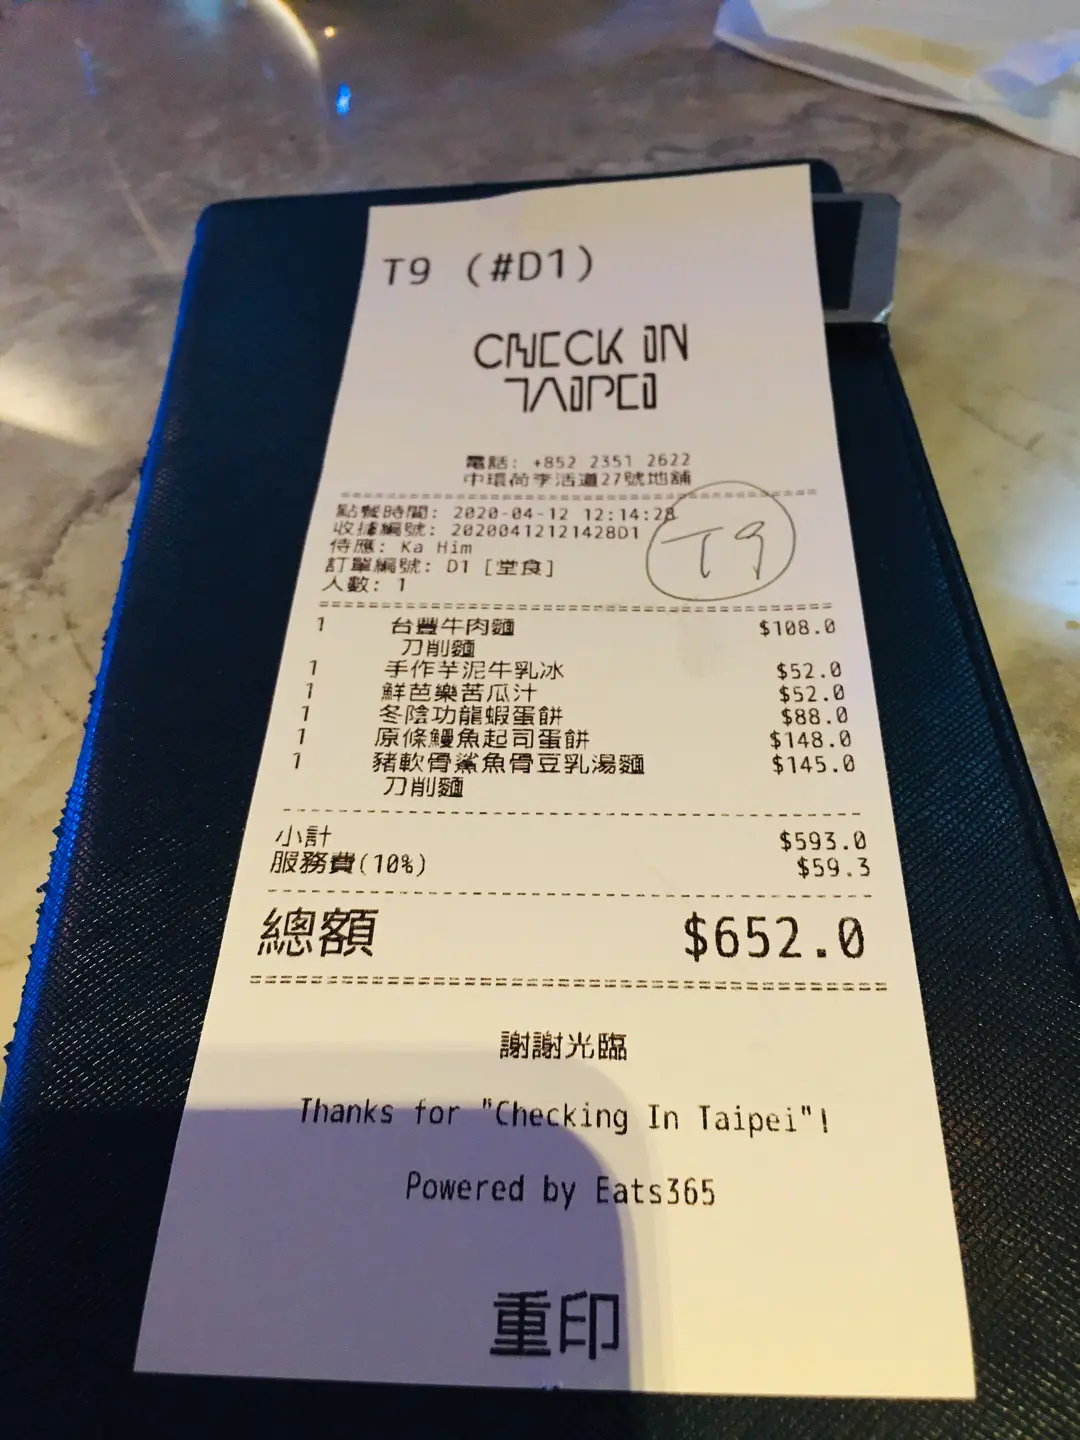 T9 (#D1)
CHECK IN
TAIPEI
電話: +852 2351 2622
中環荷李活道27號地舖
點餐時間: 2020-04-12 12:14:28
收據編號: 20200412121428D1
T9
侍應: Ka Him
訂單編號: D1 [堂食]
人數: 1
1 台豐牛肉麵 $108.0
刀削麵
1 手作芋泥牛乳冰 $52.0
1 鮮芭樂苦瓜汁 $52.0
1 冬陰功龍蝦蛋餅 $88.0
1 原條鰻魚起司蛋餅 $148.0
1 豬軟骨鯊魚骨豆乳湯麵 $145.0
刀削麵
小計 $593.0
服務費(10%) $59.3
總額 $652.0
謝謝光臨
Thanks for "Checking In Taipei"!
Powered by Eats365
重印